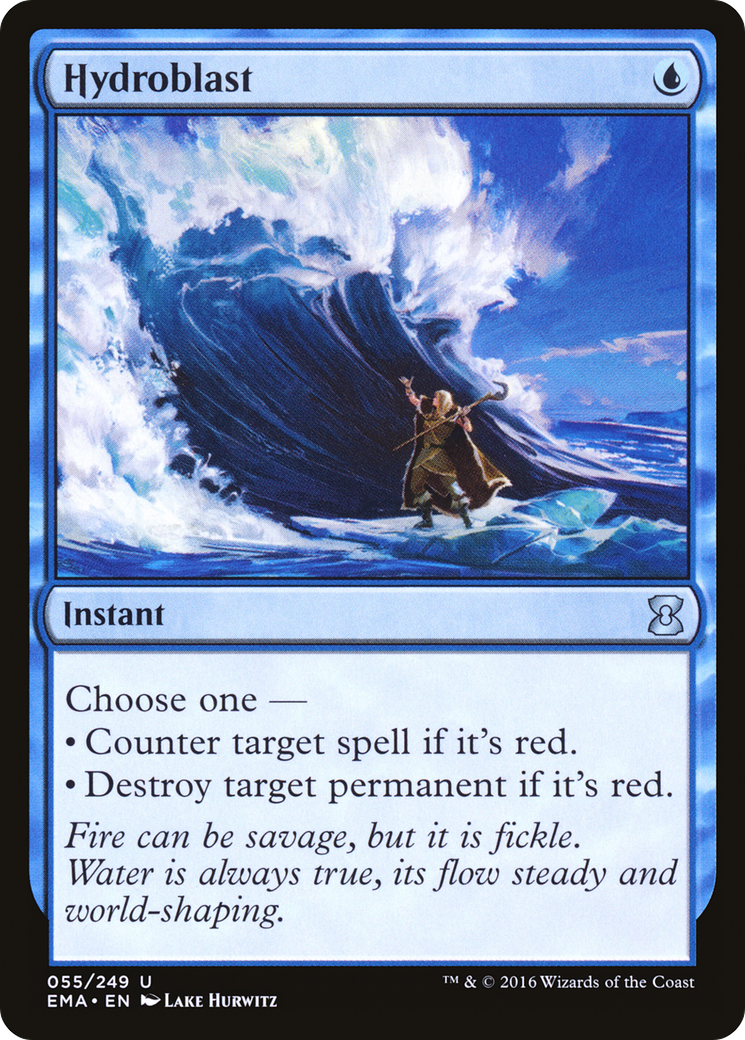 Hydroblast
Instant
Choose one —
• Counter target spell if it's red.
• Destroy target permanent if it's red.
Fire can be savage, but it is fickle.
Water is always true, its flow steady and
world-shaping.
055/249 U
EMA • EN Lake Hurwitz
™ & © 2016 Wizards of the Coast